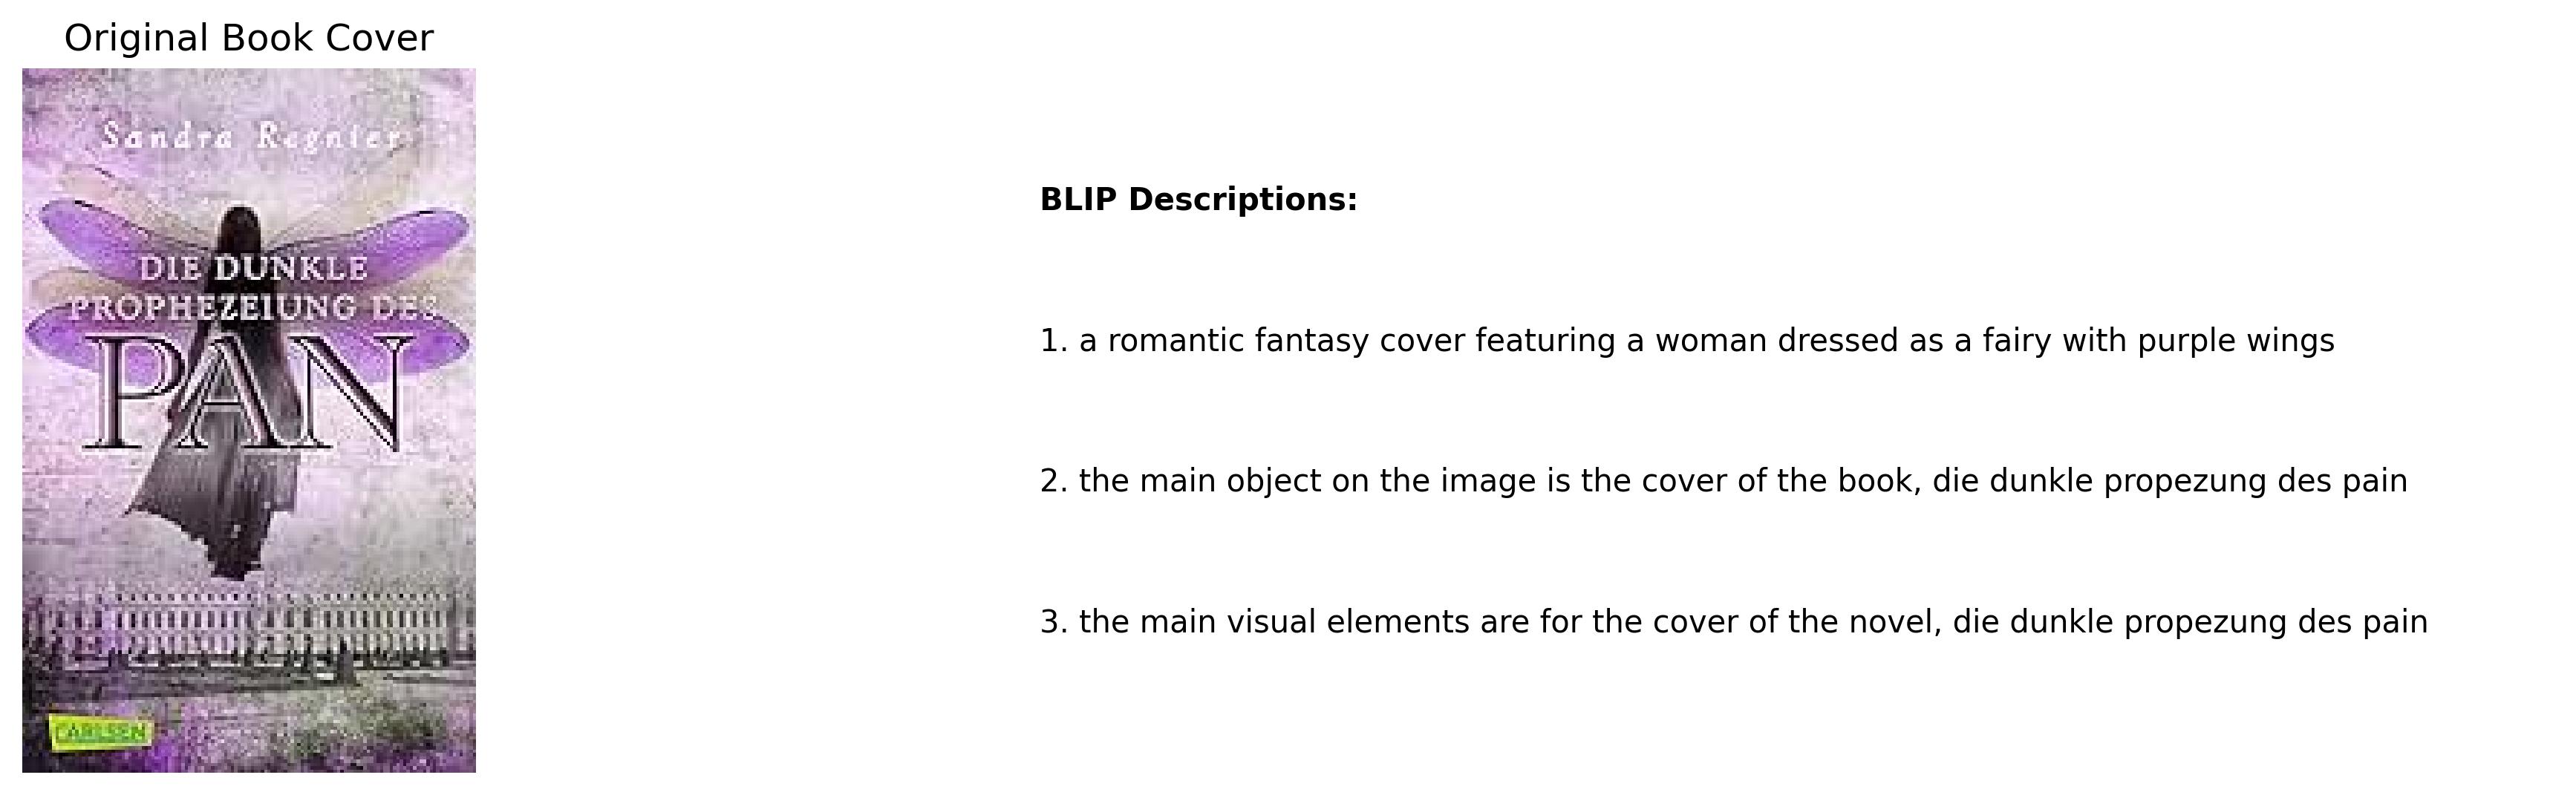 Original Book Cover
Sandra Regnier
DIE DUNKLE
PROPHEZEIUNG DES
PAN
CARLSEN
BLIP Descriptions:
1. a romantic fantasy cover featuring a woman dressed as a fairy with purple wings
2. the main object on the image is the cover of the book, die dunkle propezung des pain
3. the main visual elements are for the cover of the novel, die dunkle propezung des pain